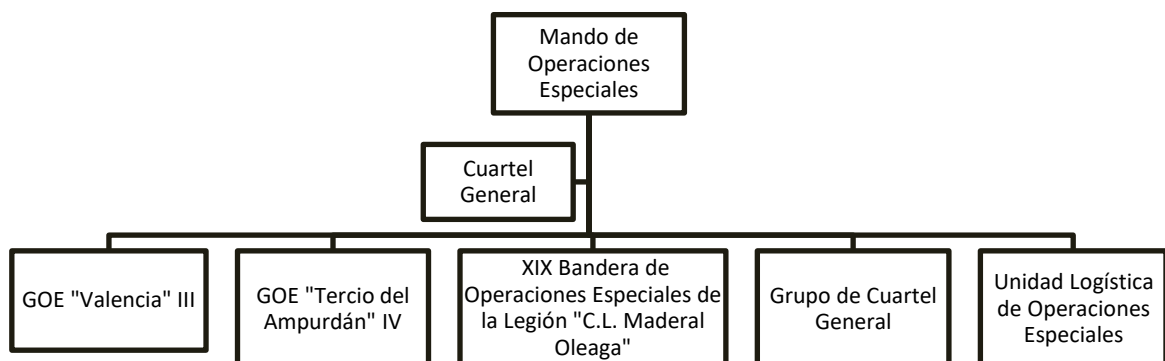 Mando de
Operaciones
Especiales
Cuartel
General
GOE "Valencia" III
GOE "Tercio del
Ampurdán" IV
XIX Bandera de
Operaciones Especiales de
la Legión "C.L. Maderal
Oleaga"
Grupo de Cuartel
General
Unidad Logística
de Operaciones
Especiales